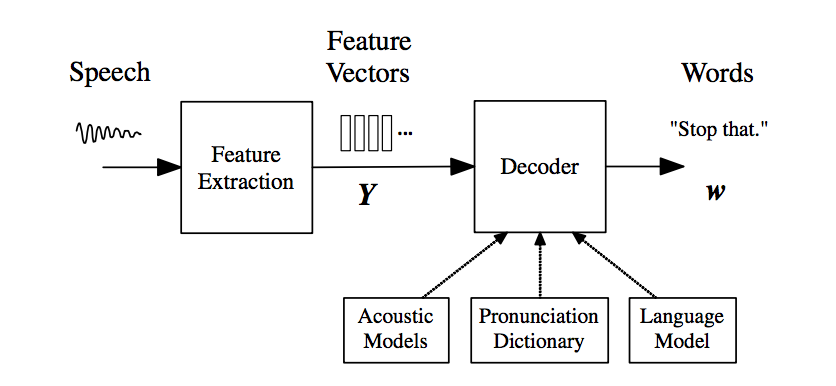 Speech
Feature
Vectors
Words
...
"Stop that."
Feature
Extraction
Decoder
Y
w
Acoustic
Models
Pronunciation
Dictionary
Language
Model